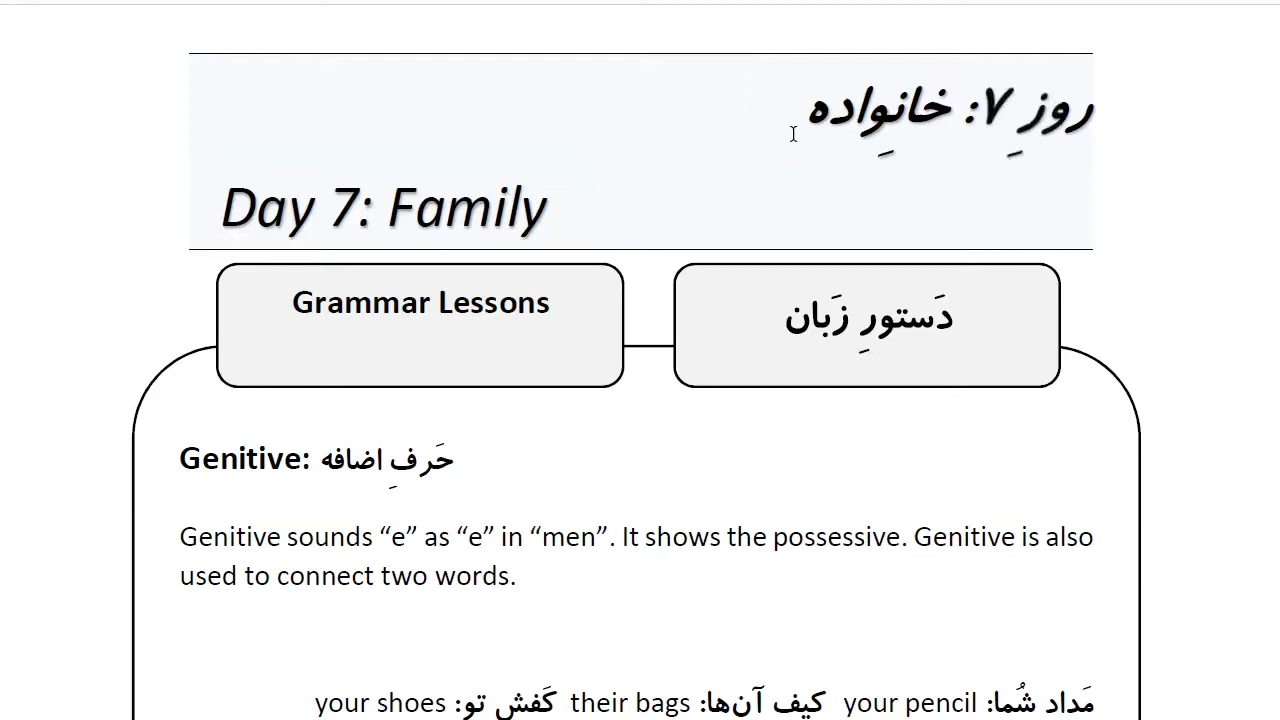 روزِ ۷: خانِواده
Day 7: Family
Grammar Lessons
دَستورِ زَبان
Genitive: حَرفِ اضافه
Genitive sounds “e” as “e” in “men”. It shows the possessive. Genitive is also
used to connect two words.
مَداد شُما: your pencil کیف آن‌ها: their bags کَفش تو: your shoes